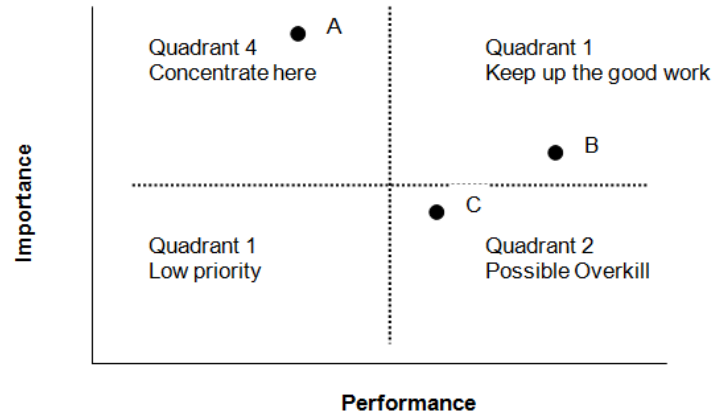 A
Quadrant 4
Concentrate here
Quadrant 1
Keep up the good work
B
Importance
C
Quadrant 1
Low priority
Quadrant 2
Possible Overkill
Performance